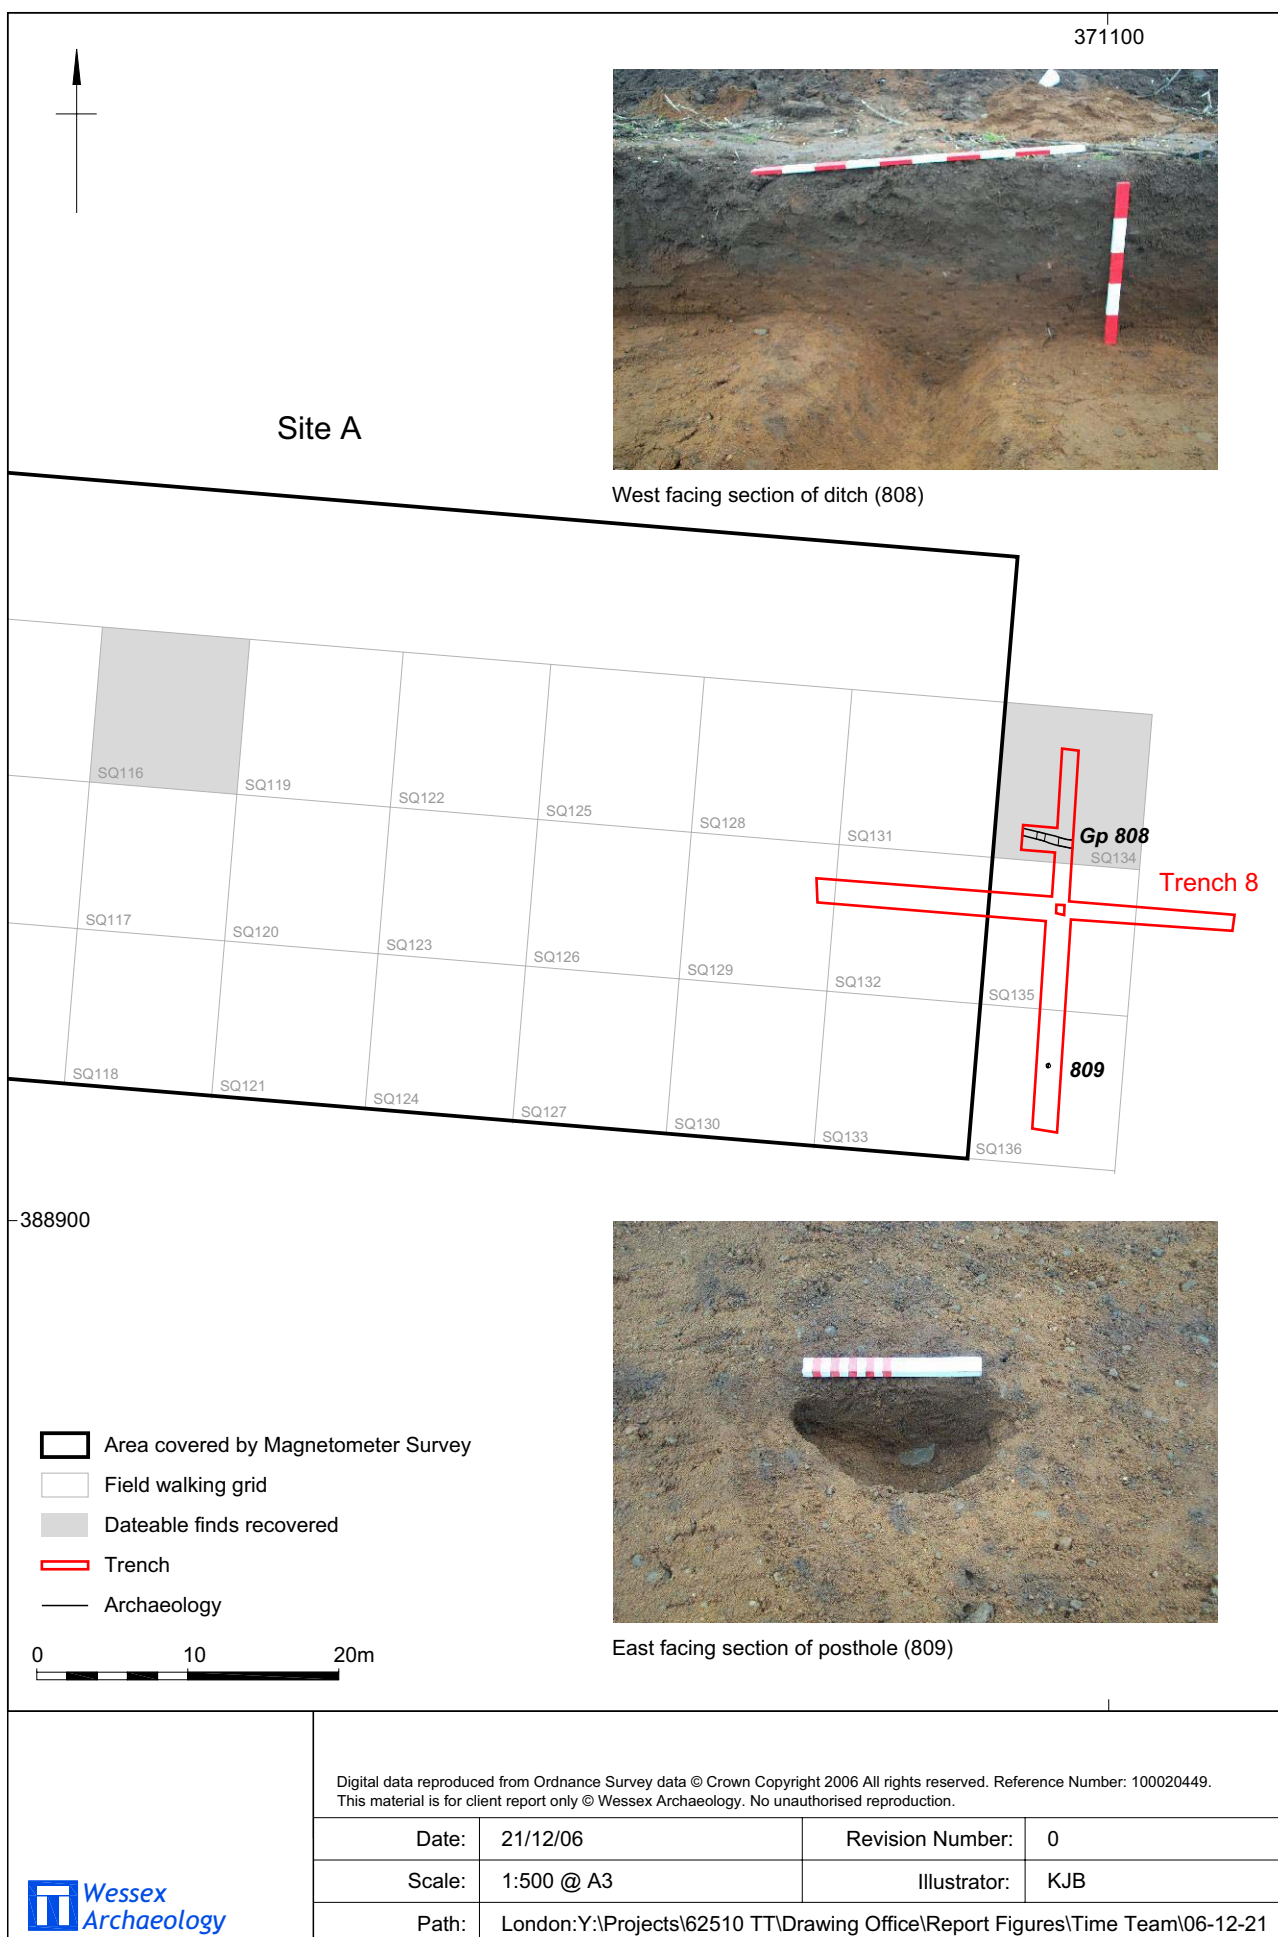 371100
Site A
West facing section of ditch (808)
SQ116
SQ119
SQ122
SQ125
SQ128
SQ131
Gp 808
SQ134
Trench 8
SQ117
SQ120
SQ123
SQ126
SQ129
SQ132
SQ135
809
SQ118
SQ121
SQ124
SQ127
SQ130
SQ133
SQ136
388900
Area covered by Magnetometer Survey
Field walking grid
Dateable finds recovered
Trench
Archaeology
0 10 20m
East facing section of posthole (809)
Digital data reproduced from Ordnance Survey data © Crown Copyright 2006 All rights reserved. Reference Number: 100020449.
This material is for client report only © Wessex Archaeology. No unauthorised reproduction.
Date: 21/12/06 Revision Number: 0
Scale: 1:500 @ A3 Illustrator: KJB
Path: London:Y:\Projects\62510 TT\Drawing Office\Report Figures\Time Team\06-12-21
Wessex
Archaeology